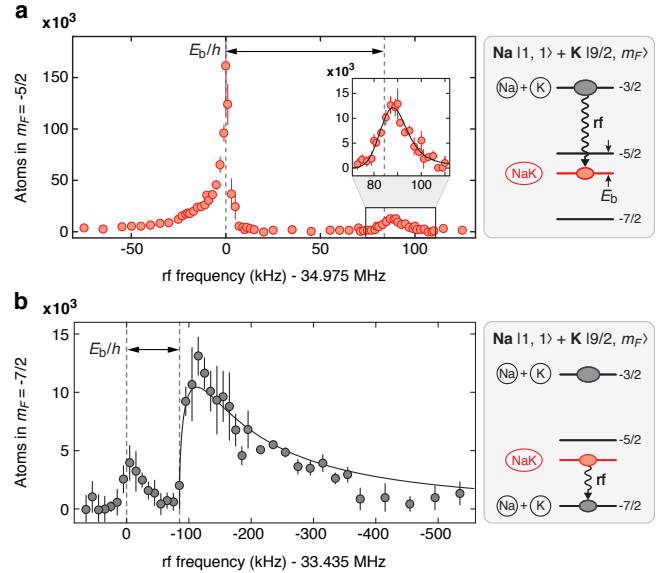 a
×10³
E_b/h
Atoms in m_F = -5/2
150
100
50
0
-50
0
50
100
rf frequency (kHz) - 34.975 MHz
×10³
15
10
5
0
80
100
Na |1, 1⟩ + K |9/2, m_F⟩
Na + K
-3/2
rf
-5/2
NaK
E_b
-7/2
b
×10³
E_b/h
Atoms in m_F = -7/2
15
10
5
0
0
-100
-200
-300
-400
-500
rf frequency (kHz) - 33.435 MHz
Na |1, 1⟩ + K |9/2, m_F⟩
Na + K
-3/2
-5/2
NaK
rf
Na + K
-7/2